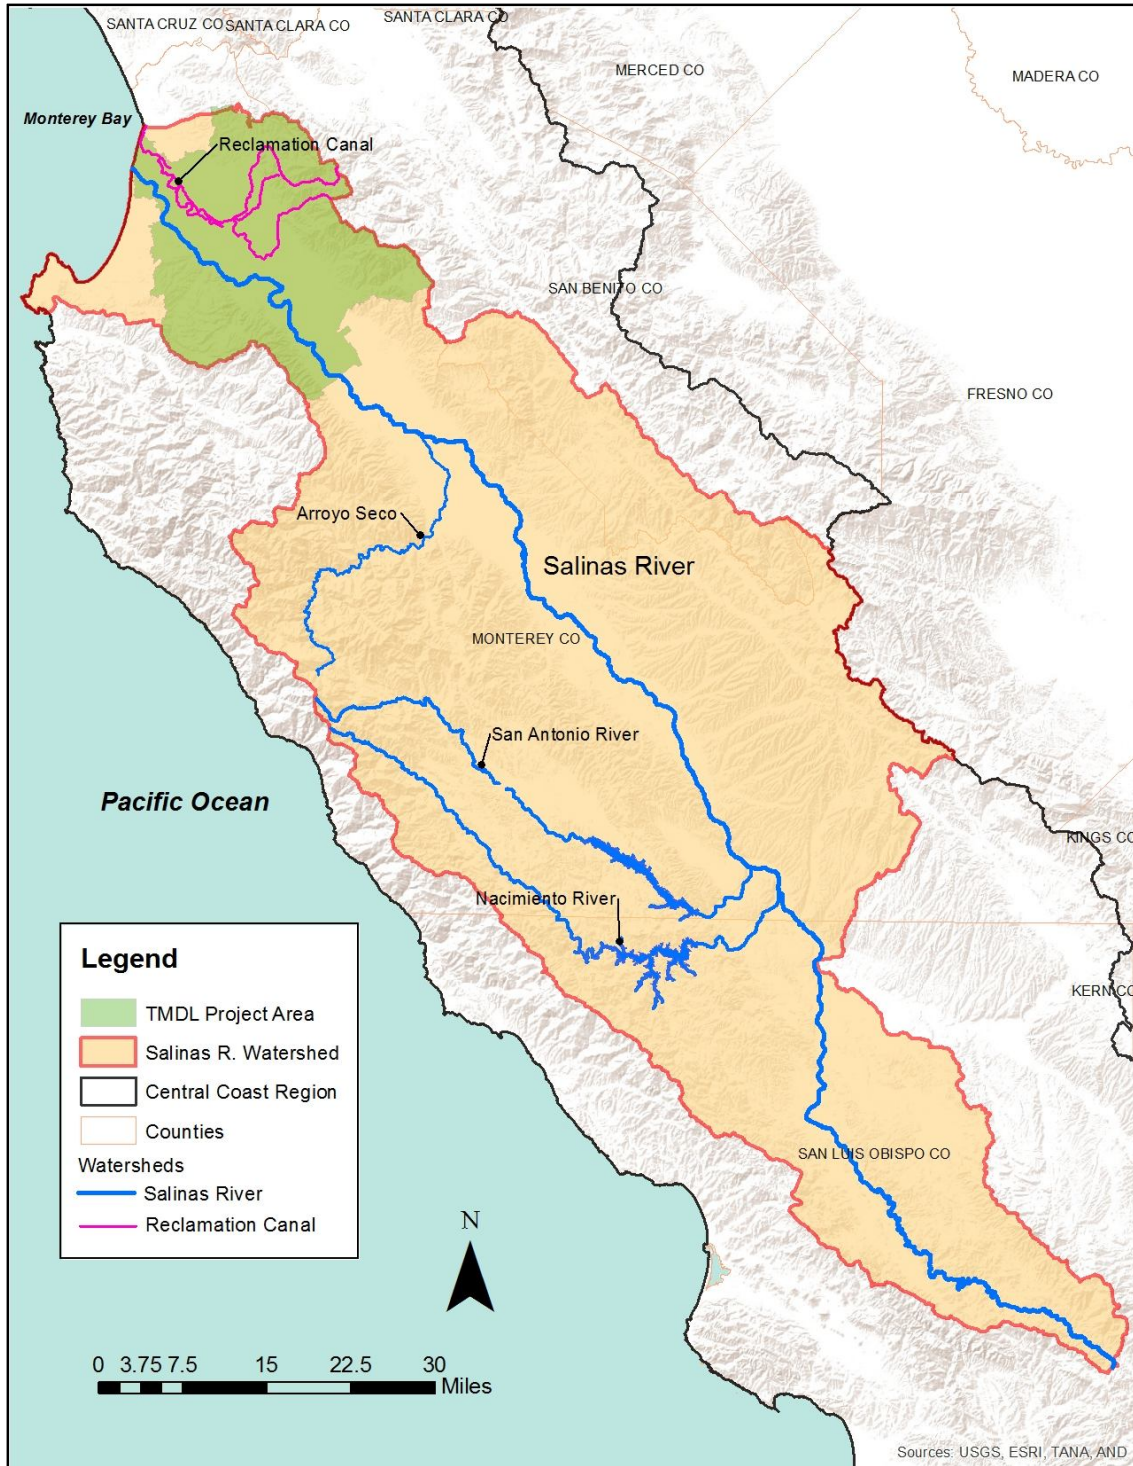 SANTA CRUZ CO
SANTA CLARA CO
SANTA CLARA CO
MERCED CO
MADERA CO
Monterey Bay
Reclamation Canal
SAN BENITO CO
FRESNO CO
Arroyo Seco
Salinas River
MONTEREY CO
San Antonio River
Pacific Ocean
KINGS CO
Nacimiento River
KERN CO
Legend
TMDL Project Area
Salinas R. Watershed
Central Coast Region
Counties
Watersheds
Salinas River
Reclamation Canal
SAN LUIS OBISPO CO
N
0 3.75 7.5 15 22.5 30
Miles
Sources: USGS, ESRI, TANA, AND